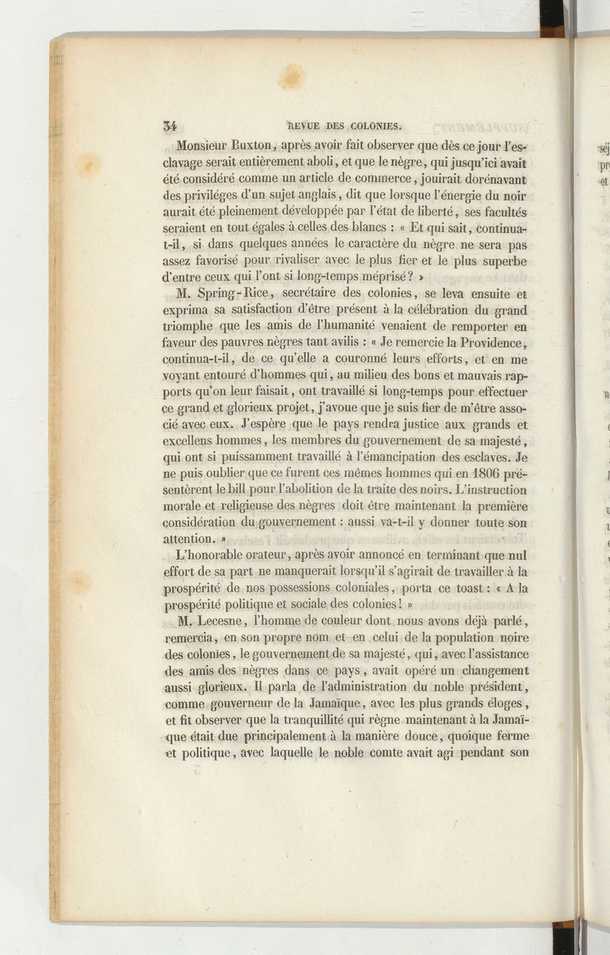 34 REVUE DES COLONIES.
Monsieur Buxton, après avoir fait observer que dès ce jour l'es-
clavage serait entièrement aboli, et que le nègre, qui jusqu'ici avait
été considéré comme un article de commerce, jouirait dorénavant
des priviléges d'un sujet anglais, dit que lorsque l'énergie du noir
aurait été pleinement développée par l'état de liberté, ses facultés
seraient en tout égales à celles des blancs : « Et qui sait, continua-
t-il, si dans quelques années le caractère du nègre ne sera pas
assez favorisé pour rivaliser avec le plus fier et le plus superbe
d'entre ceux qui l'ont si long-temps méprisé? »
M. Spring-Rice, secrétaire des colonies, se leva ensuite et
exprima sa satisfaction d'être présent à la célébration du grand
triomphe que les amis de l'humanité venaient de remporter en
faveur des pauvres nègres tant avilis : « Je remercie la Providence,
continua-t-il, de ce qu'elle a couronné leurs efforts, et en me
voyant entouré d'hommes qui, au milieu des bons et mauvais rap-
ports qu'on leur faisait, ont travaillé si long-temps pour effectuer
ce grand et glorieux projet, j'avoue que je suis fier de m'être asso-
cié avec eux. J'espère que le pays rendra justice aux grands et
excellens hommes, les membres du gouvernement de sa majesté,
qui ont si puissamment travaillé à l'émancipation des esclaves. Je
ne puis oublier que ce furent ces mêmes hommes qui en 1806 pré-
sentèrent le bill pour l'abolition de la traite des noirs. L'instruction
morale et religieuse des nègres doit être maintenant la première
considération du gouvernement : aussi va-t-il y donner toute son
attention. »
L'honorable orateur, après avoir annoncé en terminant que nul
effort de sa part ne manquerait lorsqu'il s'agirait de travailler à la
prospérité de nos possessions coloniales, porta ce toast : « A la
prospérité politique et sociale des colonies! »
M. Lecesne, l'homme de couleur dont nous avons déjà parlé,
remercia, en son propre nom et en celui de la population noire
des colonies, le gouvernement de sa majesté, qui, avec l'assistance
des amis des nègres dans ce pays, avait opéré un changement
aussi glorieux. Il parla de l'administration du noble président,
comme gouverneur de la Jamaïque, avec les plus grands éloges,
et fit observer que la tranquillité qui règne maintenant à la Jamaï-
que était due principalement à la manière douce, quoique ferme
et politique, avec laquelle le noble comte avait agi pendant son